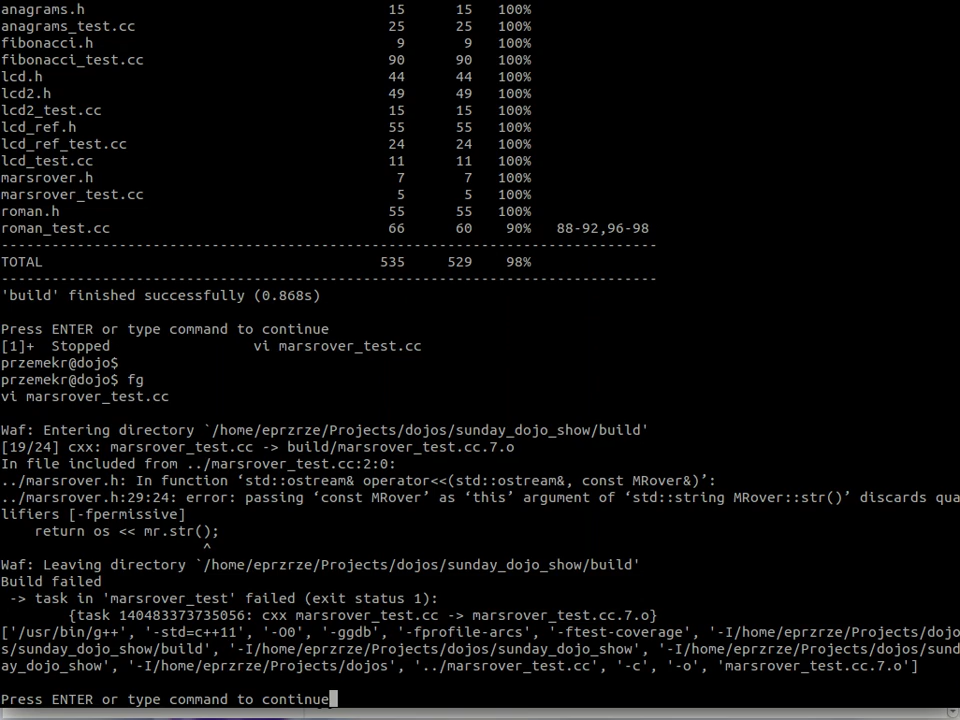 anagrams.h 15 15 100%
anagrams_test.cc 25 25 100%
fibonacci.h 9 9 100%
fibonacci_test.cc 90 90 100%
lcd.h 44 44 100%
lcd2.h 49 49 100%
lcd2_test.cc 15 15 100%
lcd_ref.h 55 55 100%
lcd_ref_test.cc 24 24 100%
lcd_test.cc 11 11 100%
marsrover.h 7 7 100%
marsrover_test.cc 5 5 100%
roman.h 55 55 100%
roman_test.cc 66 60 90% 88-92,96-98
------------------------------------------------------------------------------
TOTAL 535 529 98%
------------------------------------------------------------------------------
'build' finished successfully (0.868s)
Press ENTER or type command to continue
[1]+ Stopped vi marsrover_test.cc
przemekr@dojo$
przemekr@dojo$ fg
vi marsrover_test.cc
Waf: Entering directory `/home/eprzrze/Projects/dojos/sunday_dojo_show/build'
[19/24] cxx: marsrover_test.cc -> build/marsrover_test.cc.7.o
In file included from ../marsrover_test.cc:2:0:
../marsrover.h: In function ‘std::ostream& operator<<(std::ostream&, const MRover&)’:
../marsrover.h:29:24: error: passing ‘const MRover’ as ‘this’ argument of ‘std::string MRover::str()’ discards qua
lifiers [-fpermissive]
return os << mr.str();
^
Waf: Leaving directory `/home/eprzrze/Projects/dojos/sunday_dojo_show/build'
Build failed
-> task in 'marsrover_test' failed (exit status 1):
{task 140483373735056: cxx marsrover_test.cc -> marsrover_test.cc.7.o}
['/usr/bin/g++', '-std=c++11', '-O0', '-ggdb', '-fprofile-arcs', '-ftest-coverage', '-I/home/eprzrze/Projects/dojo
s/sunday_dojo_show/build', '-I/home/eprzrze/Projects/dojos/sunday_dojo_show', '-I/home/eprzrze/Projects/dojos/sund
ay_dojo_show', '-I/home/eprzrze/Projects/dojos', '../marsrover_test.cc', '-c', '-o', 'marsrover_test.cc.7.o']
Press ENTER or type command to continue